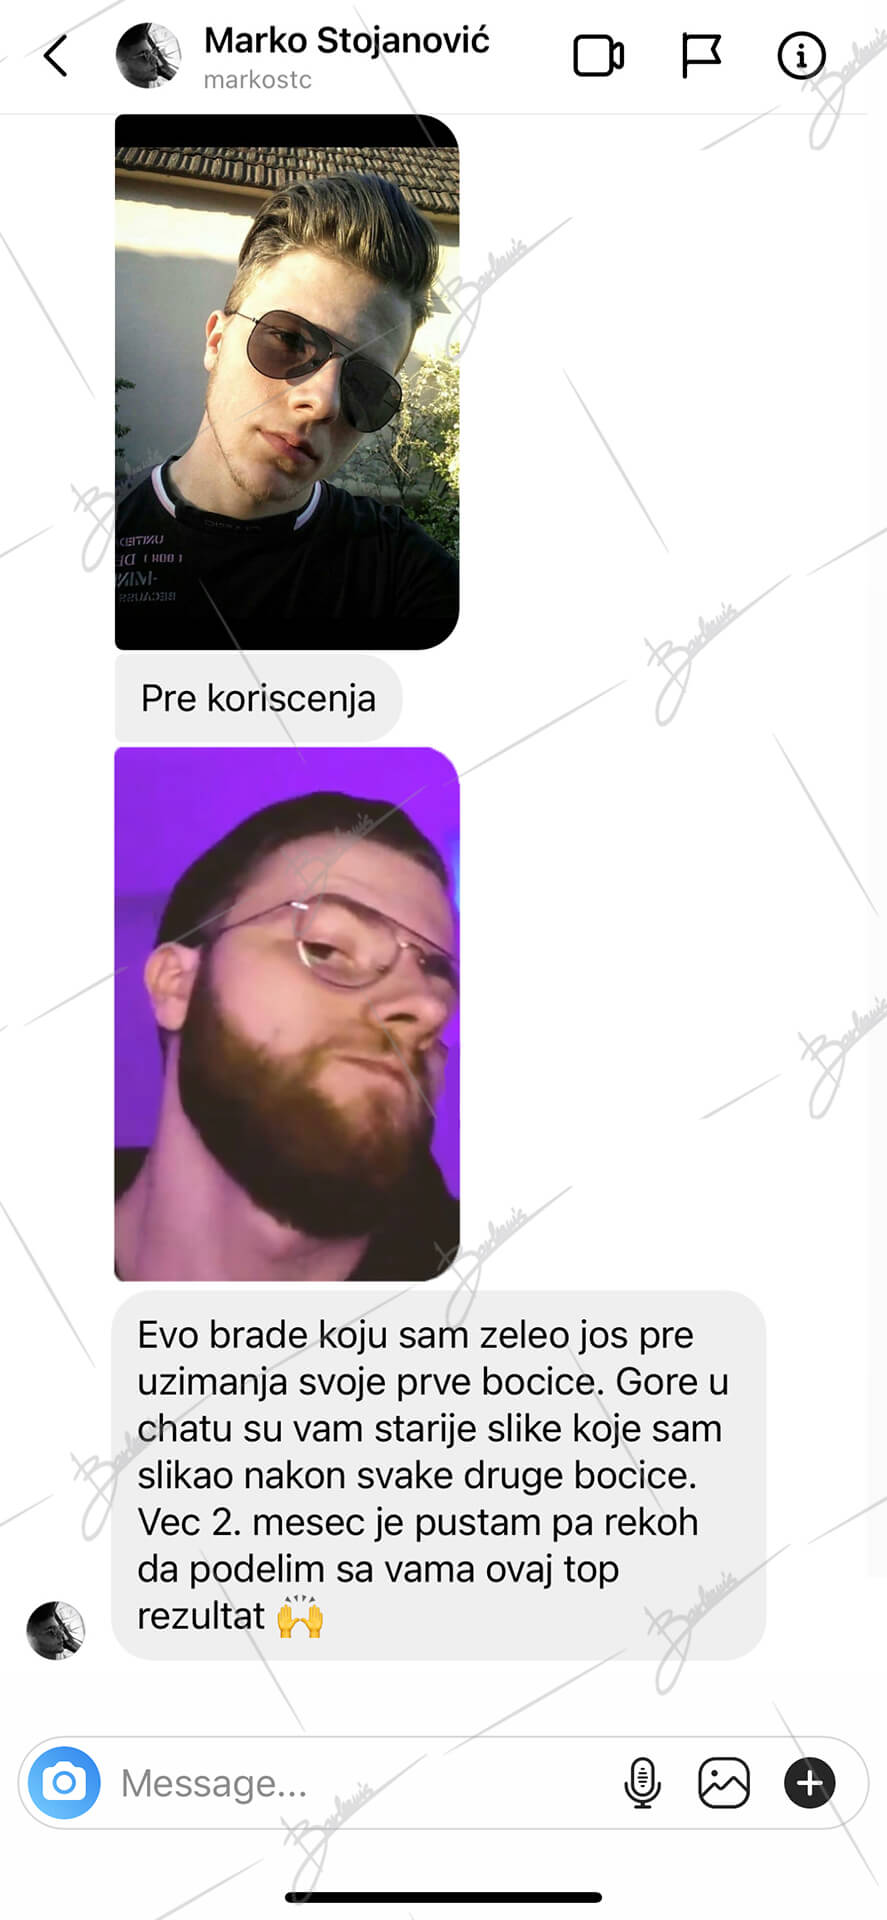 Marko Stojanović
markostc
UNITED
BECAUSE
Pre koriscenja
Evo brade koju sam zeleo jos pre
uzimanja svoje prve bocice. Gore u
chatu su vam starije slike koje sam
slikao nakon svake druge bocice.
Vec 2. mesec je pustam pa rekoh
da podelim sa vama ovaj top
rezultat 🙌
Message...